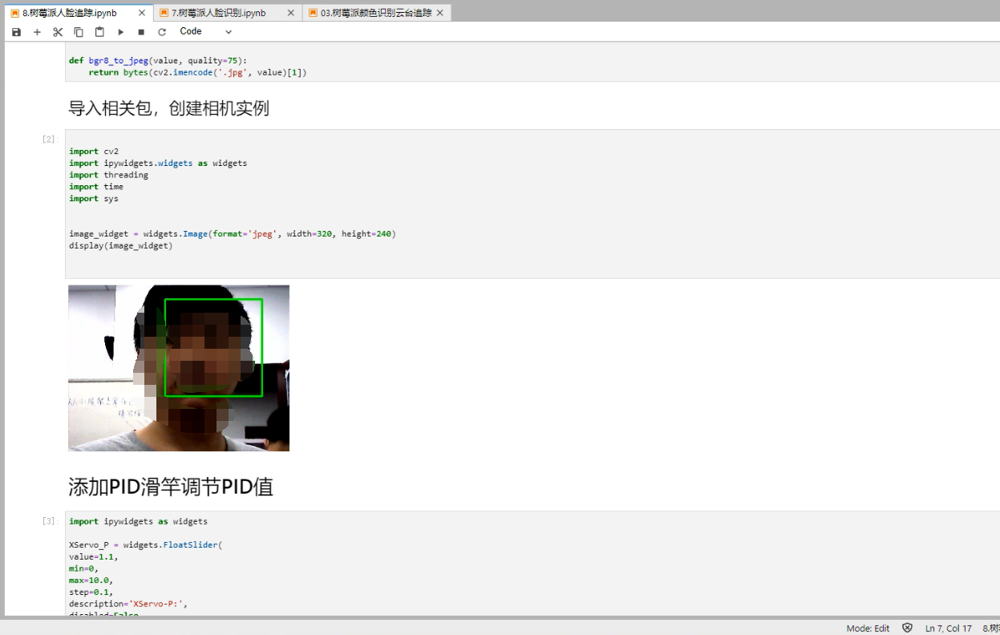 8.树莓派人脸追踪.ipynb
7.树莓派人脸识别.ipynb
03.树莓派颜色识别云台追踪
Code
def bgr8_to_jpeg(value, quality=75):
return bytes(cv2.imencode('.jpg', value)[1])
导入相关包，创建相机实例
[2]:
import cv2
import ipywidgets.widgets as widgets
import threading
import time
import sys
image_widget = widgets.Image(format='jpeg', width=320, height=240)
display(image_widget)
添加PID滑竿调节PID值
[3]:
import ipywidgets as widgets
XServo_P = widgets.FloatSlider(
value=1.1,
min=0,
max=10.0,
step=0.1,
description='XServo-P:',
disabled=False
Mode: Edit
Ln 7, Col 17
8.树